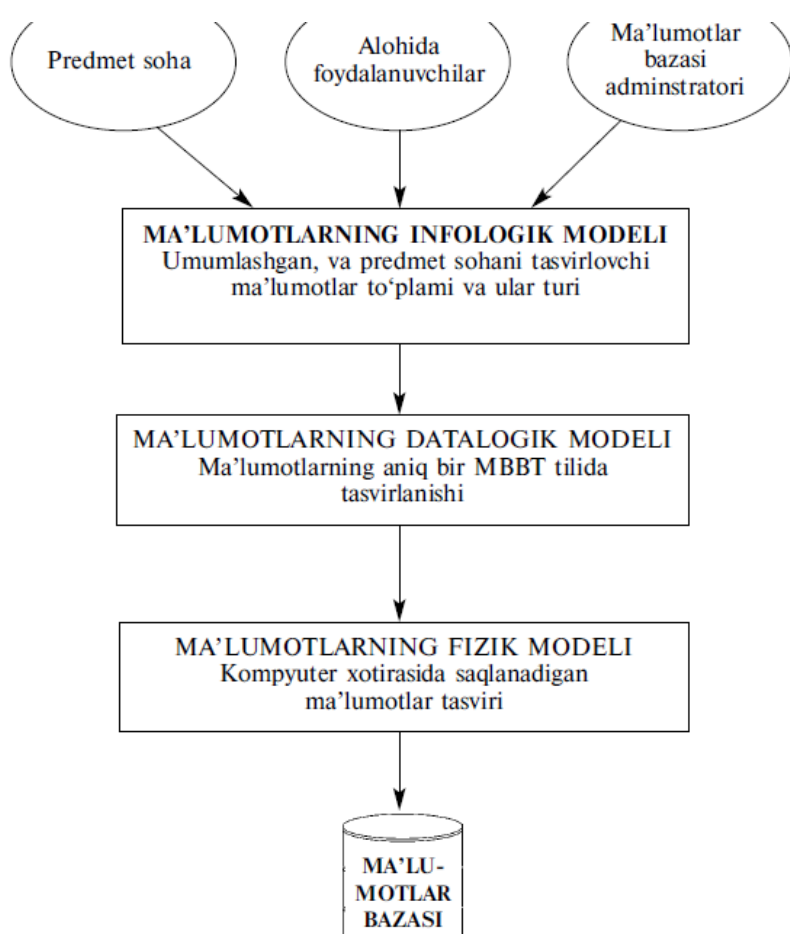 Predmet soha
Alohida
foydalanuvchilar
Ma’lumotlar
bazasi
adminstratori
MA’LUMOTLARNING INFOLOGIK MODELI
Umumlashgan, va predmet sohani tasvirlovchi
ma’lumotlar to‘plami va ular turi
MA’LUMOTLARNING DATALOGIK MODELI
Ma’lumotlarning aniq bir MBBT tilida
tasvirlanishi
MA’LUMOTLARNING FIZIK MODELI
Kompyuter xotirasida saqlanadigan
ma’lumotlar tasviri
MA’LU-
MOTLAR
BAZASI